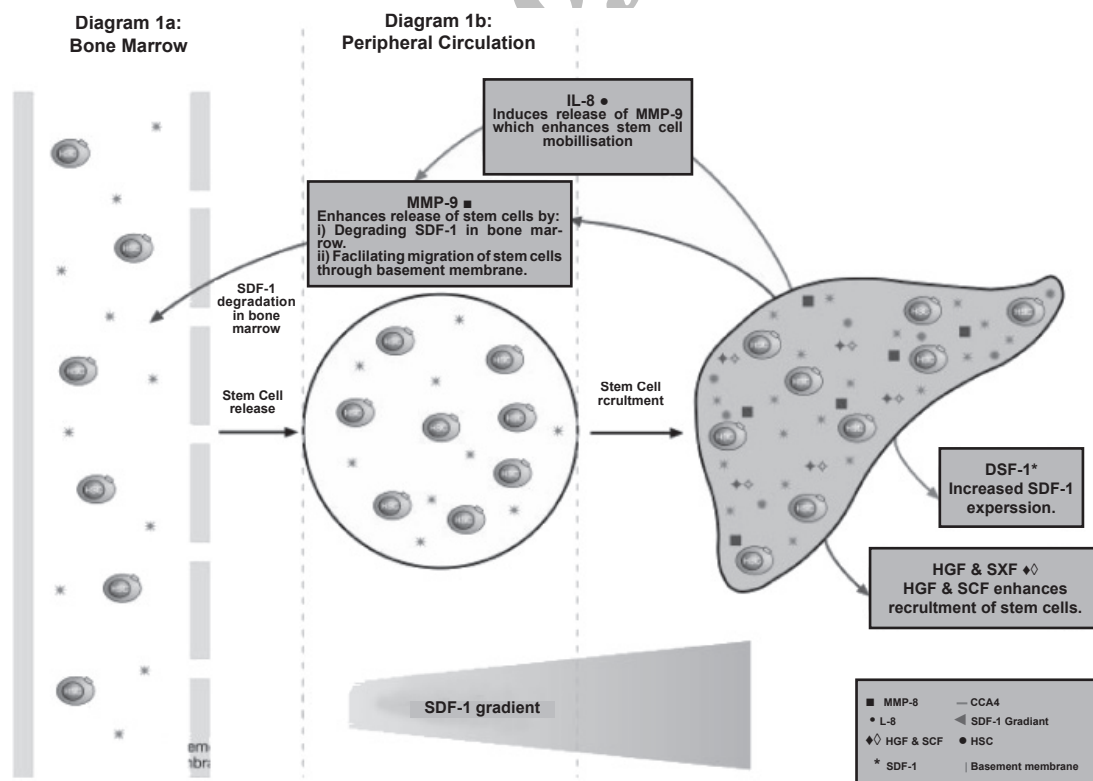 Diagram 1a:
Bone Marrow
Diagram 1b:
Peripheral Circulation
IL-8 ●
Induces release of MMP-9
which enhances stem cell
mobillisation
MMP-9 ■
Enhances release of stem cells by:
i) Degrading SDF-1 in bone mar-
row.
ii) Faclilating migration of stem cells
through basement membrane.
SDF-1
degradation
in bone
marrow
Stem Cell
release
Stem Cell
rcruitment
DSF-1*
Increased SDF-1
experssion.
HGF & SXF ♦◊
HGF & SCF enhances
recrultment of stem cells.
SDF-1 gradient
■ MMP-8
— CCA4
• L-8
◀ SDF-1 Gradiant
♦◊ HGF & SCF
● HSC
* SDF-1
| Basement membrane